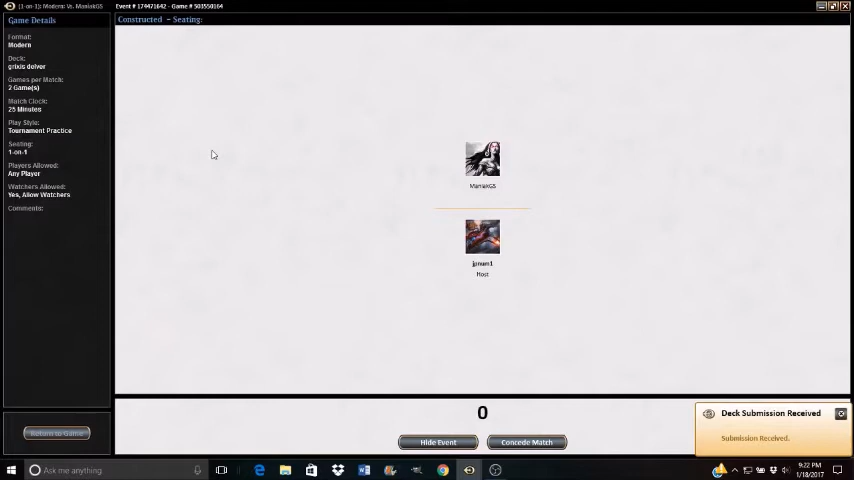 (1-on-1): Modern: Vs. ManiakGS
Event # 174471642 - Game # 503550164
Game Details
Constructed - Seating:
Format:
Modern
Deck:
grixis delver
Games per Match:
2 Game(s)
Match Clock:
25 Minutes
Play Style:
Tournament Practice
Seating:
1-on-1
Players Allowed:
Any Player
Watchers Allowed:
Yes, Allow Watchers
Comments:
ManiakGS
jpnum1
Host
0
Return to Game
Hide Event
Concede Match
Deck Submission Received
Submission Received.
Ask me anything
9:22 PM
1/18/2017